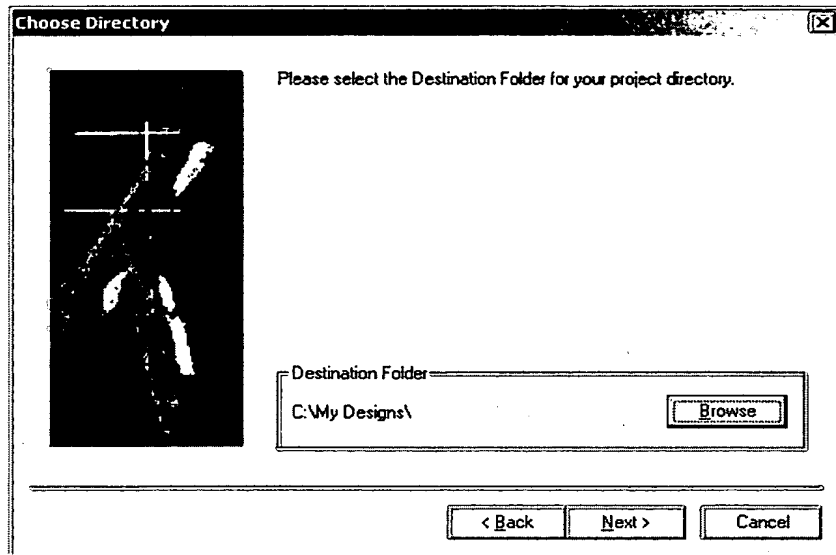 Choose Directory
Please select the Destination Folder for your project directory.
Destination Folder
C:\My Designs\
Browse
< Back
Next >
Cancel